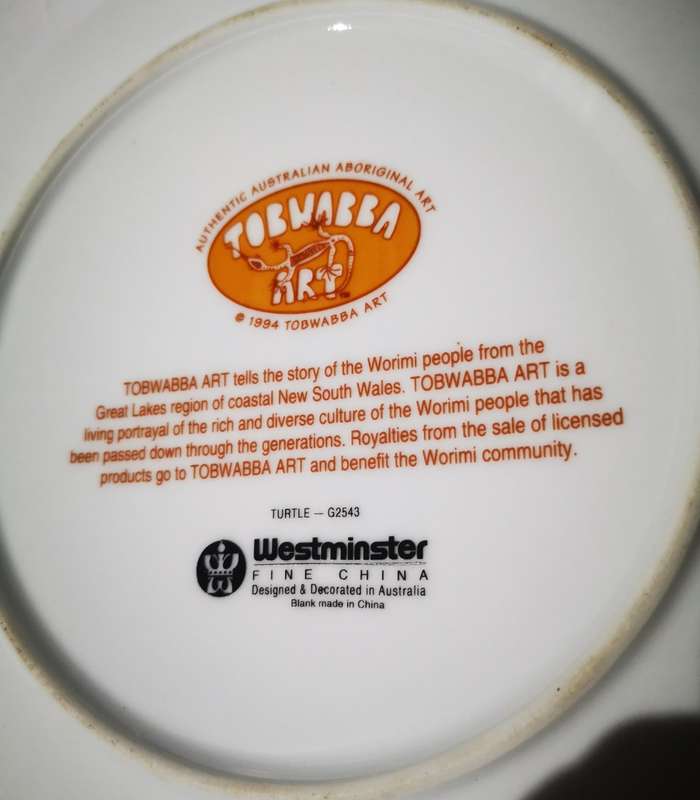 AUTHENTIC AUSTRALIAN ABORIGINAL ART
TOBWABBA
ART TM
© 1994 TOBWABBA ART
TOBWABBA ART tells the story of the Worimi people from the
Great Lakes region of coastal New South Wales. TOBWABBA ART is a
living portrayal of the rich and diverse culture of the Worimi people that has
been passed down through the generations. Royalties from the sale of licensed
products go to TOBWABBA ART and benefit the Worimi community.
TURTLE – G2543
Westminster
FINE CHINA
Designed & Decorated in Australia
Blank made in China